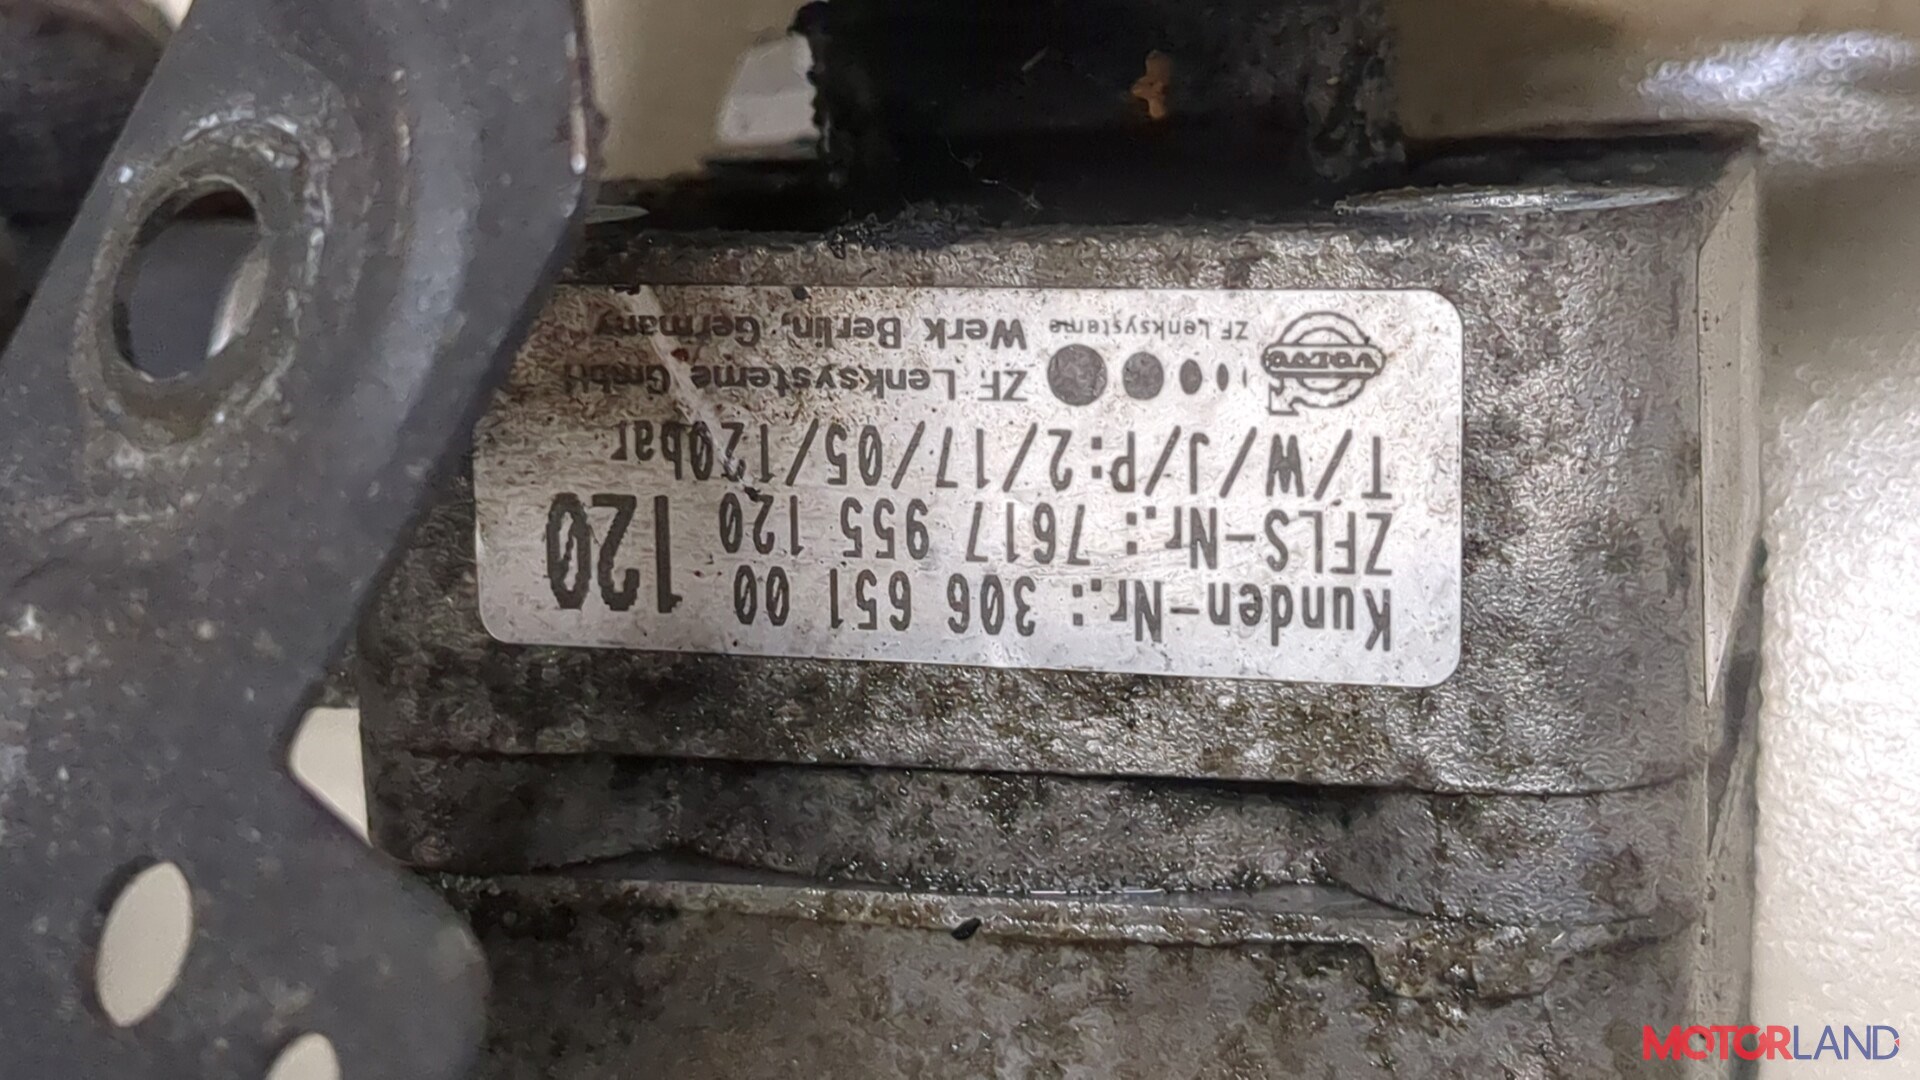 Kunden-Nr.: 306 651 00 120
ZFLS-Nr.: 7617 955 120
T/W/J/P:2/17/05/120bar
VOLVO ZF Lenksysteme GmbH
ZF Lenksysteme Werk Berlin, Germany
MOTORLAND